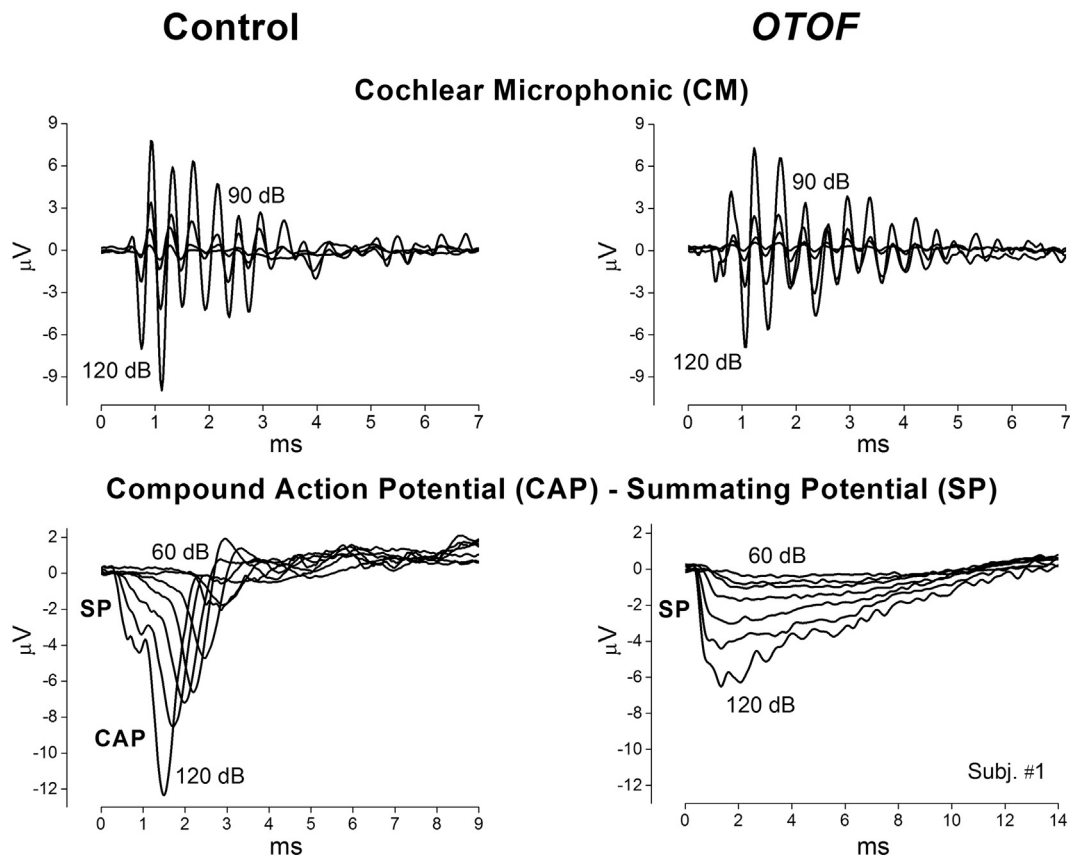 Control
OTOF
Cochlear Microphonic (CM)
9
6
3
0
-3
-6
-9
μV
90 dB
120 dB
0 1 2 3 4 5 6 7
ms
90 dB
9
6
3
0
-3
-6
-9
μV
120 dB
0 1 2 3 4 5 6 7
ms
Compound Action Potential (CAP) - Summating Potential (SP)
2
0
-2
-4
-6
-8
-10
-12
μV
60 dB
SP
CAP
120 dB
0 1 2 3 4 5 6 7 8 9
ms
2
0
-2
-4
-6
-8
-10
-12
μV
60 dB
SP
120 dB
Subj. #1
0 2 4 6 8 10 12 14
ms